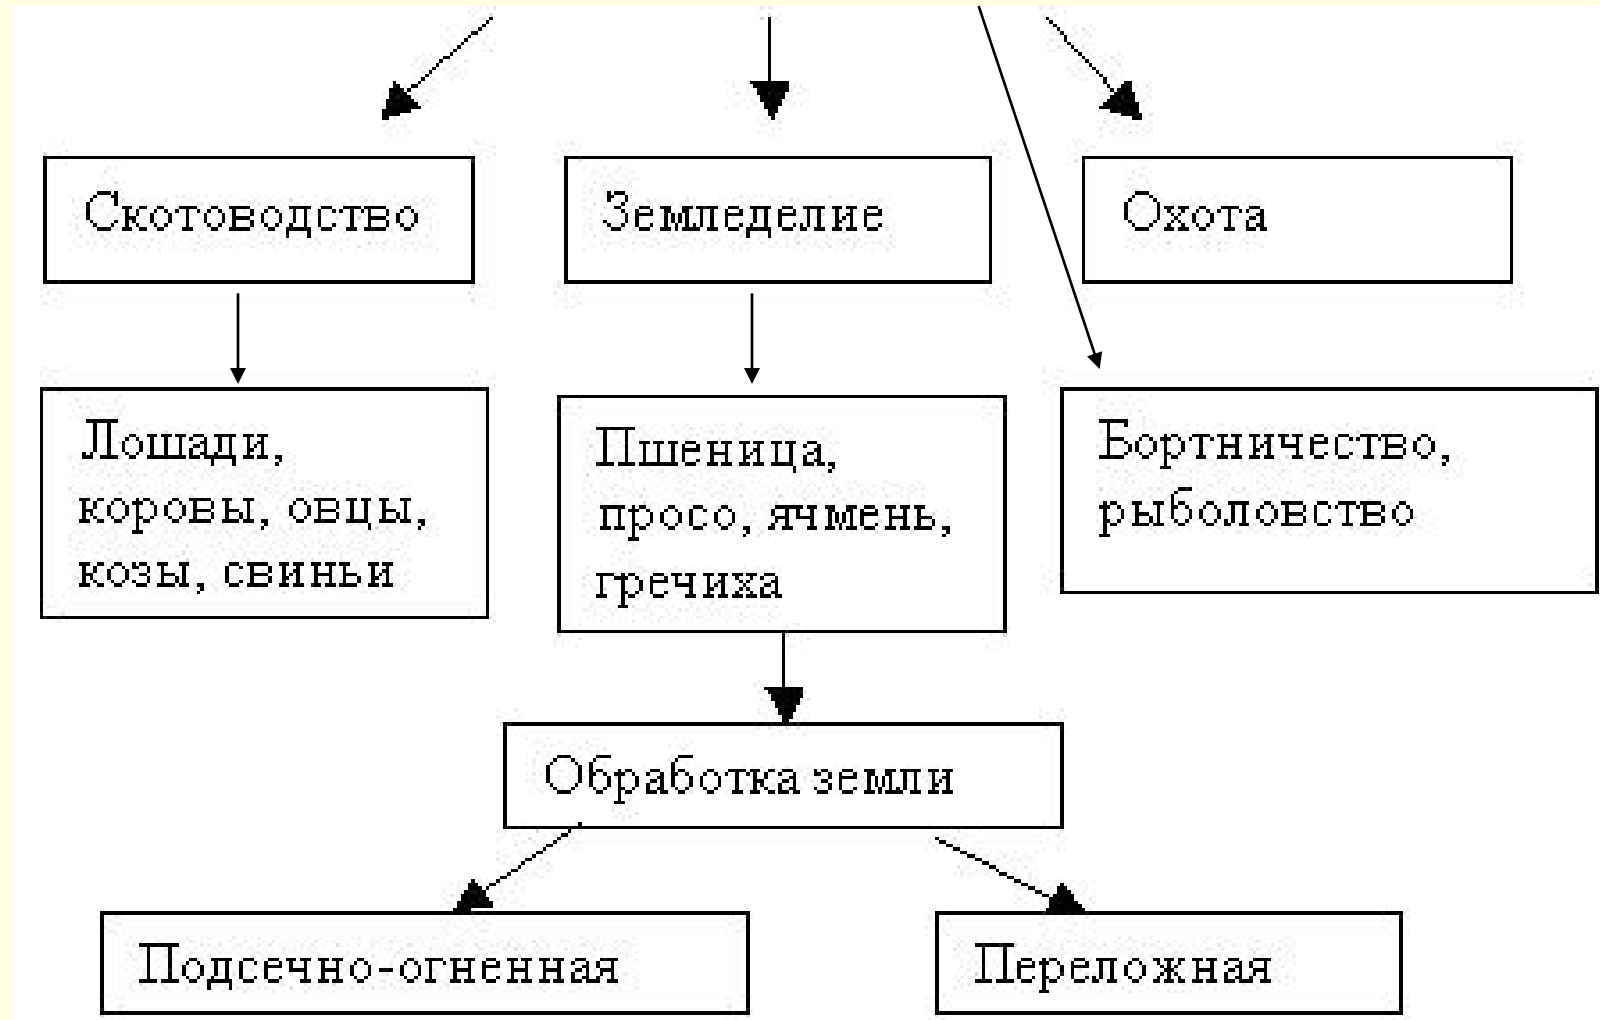 Скотоводство
Земледелие
Охота
Лошади,
коровы, овцы,
козы, свиньи
Пшеница,
просо, ячмень,
гречиха
Бортничество,
рыболовство
Обработка земли
Подсечно-огненная
Переложная